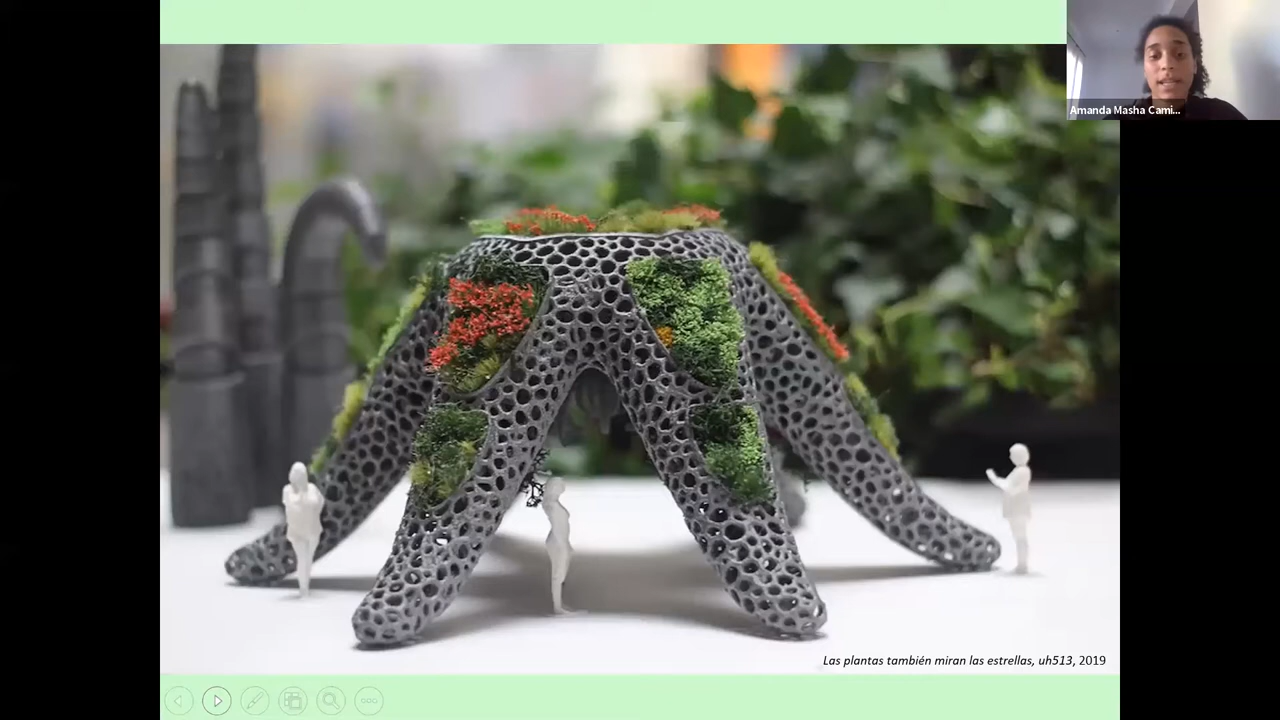 Amanda Masha Cami...
Las plantas también miran las estrellas, uh513, 2019